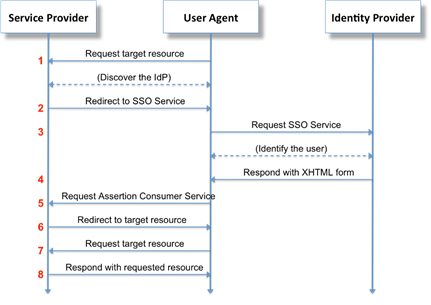 Service Provider
User Agent
Identity Provider
1
Request target resource
(Discover the IdP)
2
Redirect to SSO Service
3
Request SSO Service
(Identify the user)
4
Respond with XHTML form
5
Request Assertion Consumer Service
6
Redirect to target resource
7
Request target resource
8
Respond with requested resource